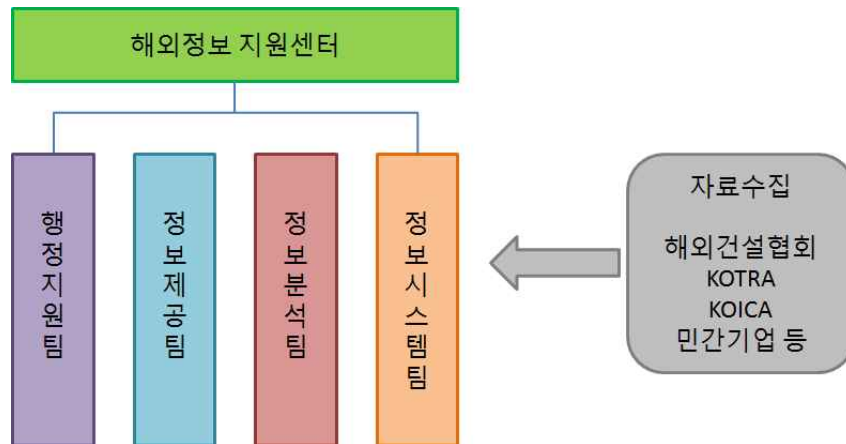 해외정보 지원센터
행정지원팀
정보제공팀
정보분석팀
정보시스템팀
자료수집
해외건설협회
KOTRA
KOICA
민간기업 등